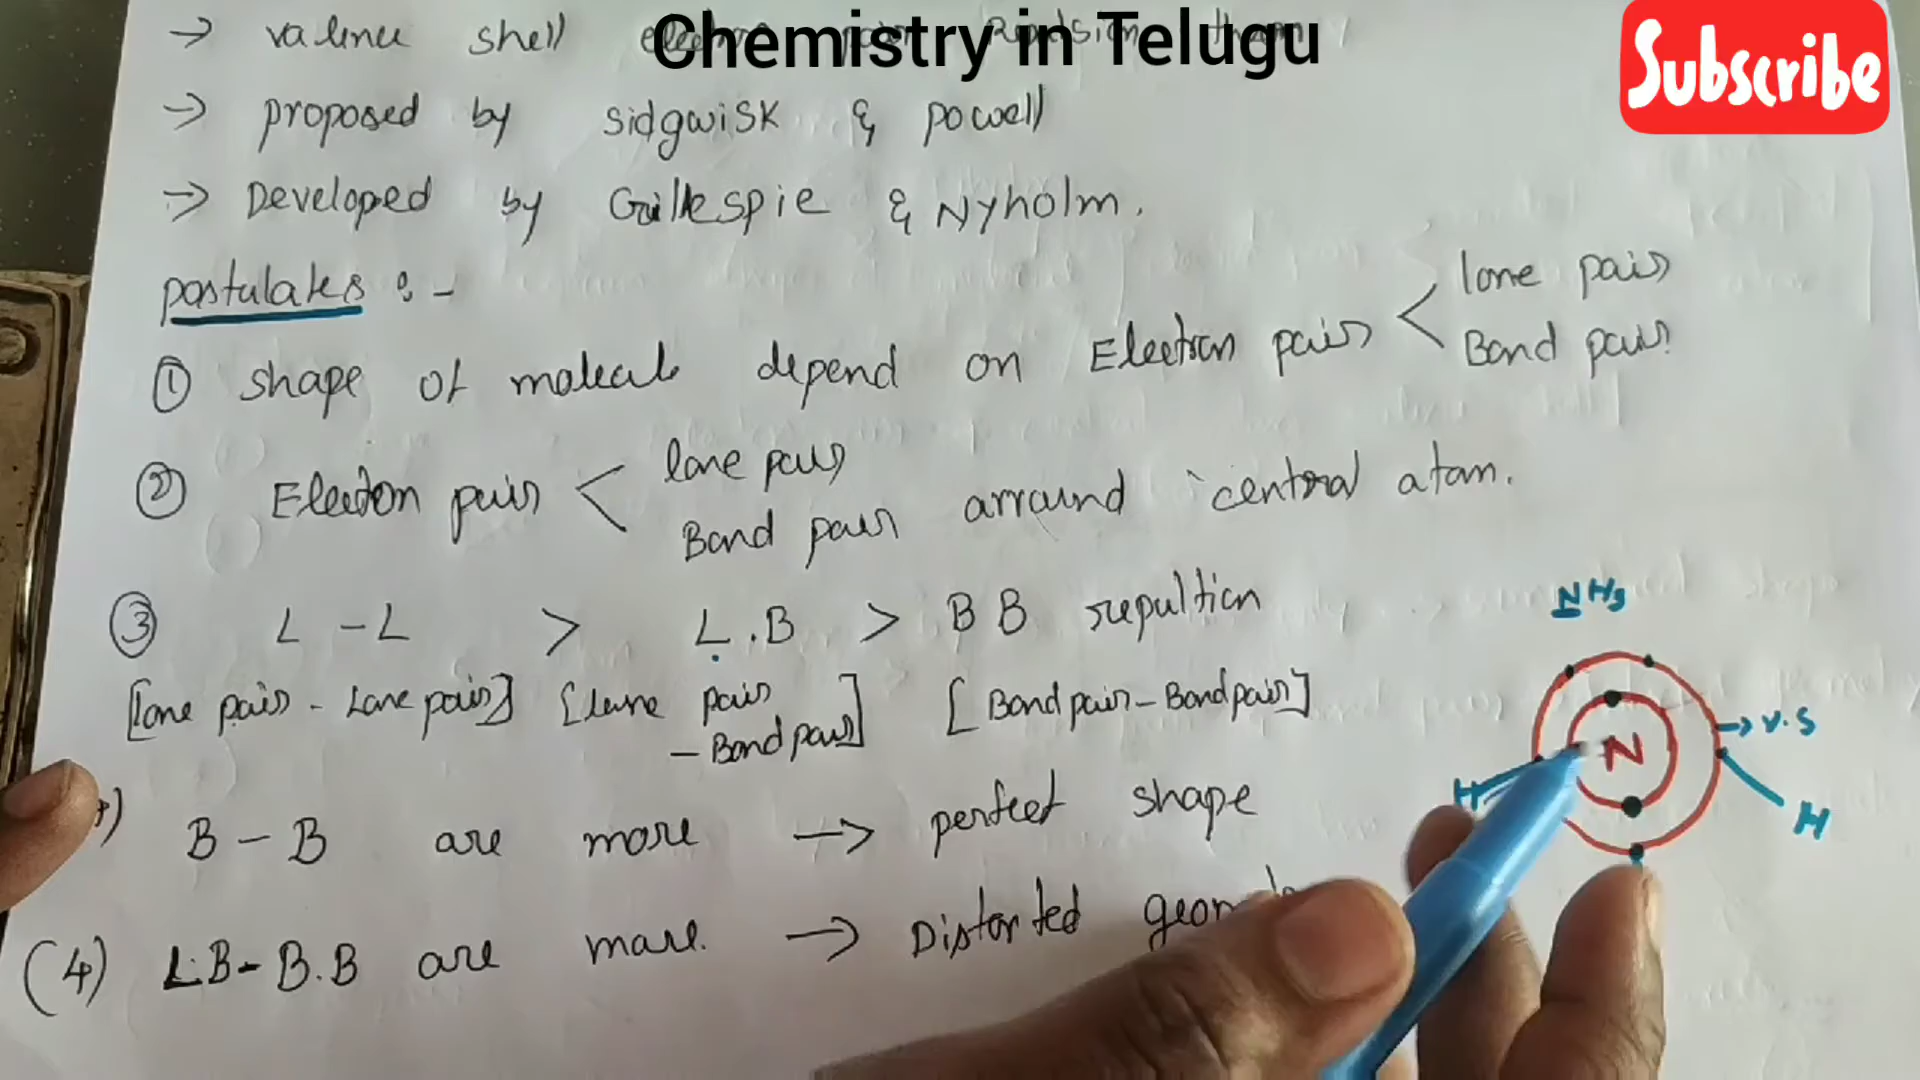 Chemistry in Telugu
Subscribe
→ valence shell
→ proposed by sidgwisk & powell
→ Developed by Gillespie & Nyholm.
postulates :-
lone pair
① shape of molecule depend on Electron pairs < Bond pair
lone pair
② Electron pair < Bond pair arround central atom.
③ L - L > L.B > B B repultion
[lone pair - Lone pair] [lone pair - Bond pair] [Bond pair - Bond pair]
B - B are more → perfect shape
(4) L.B - B.B are more. → Distorted
NH3
N
→ V.S
H
H